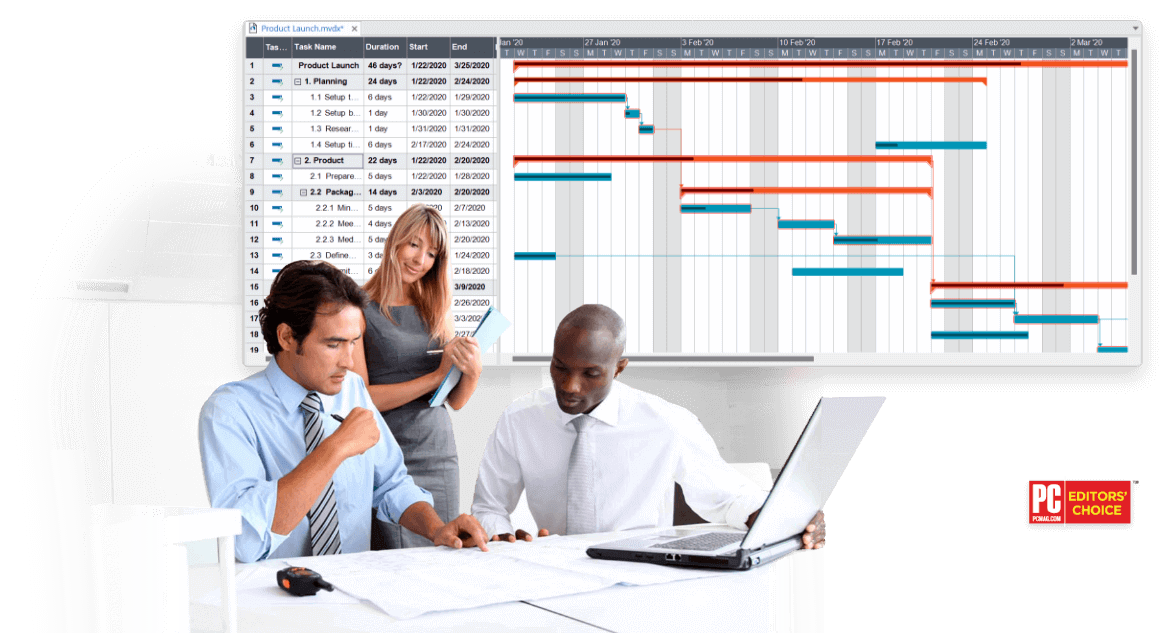 Product Launch.mvdx*
Tas... Task Name Duration Start End
Jan '20 27 Jan '20 3 Feb '20 10 Feb '20 17 Feb '20 24 Feb '20 2 Mar '20
T W T F S S M T W T F S S M T W T F S S M T W T F S S M T W T F S S M T W T F S S M T W T
1 Product Launch 46 days? 1/22/2020 3/25/2020
2 1. Planning 24 days 1/22/2020 2/24/2020
3 1.1 Setup t... 6 days 1/22/2020 1/29/2020
4 1.2 Setup b... 1 day 1/30/2020 1/30/2020
5 1.3 Resear... 1 day 1/31/2020 1/31/2020
6 1.4 Setup ti... 6 days 2/17/2020 2/24/2020
7 2. Product 22 days 1/22/2020 2/20/2020
8 2.1 Prepare... 5 days 1/22/2020 1/28/2020
9 2.2 Packag... 14 days 2/3/2020 2/20/2020
10 2.2.1 Min... 5 days 2/7/2020
11 2.2.2 Mee... 4 days 2/13/2020
12 2.2.3 Med... 2/20/2020
13 2.3 Define... 1/24/2020
14 2/18/2020
15 3/9/2020
16 2/26/2020
17
18
19
PC EDITORS'
PCMAG.COM CHOICE